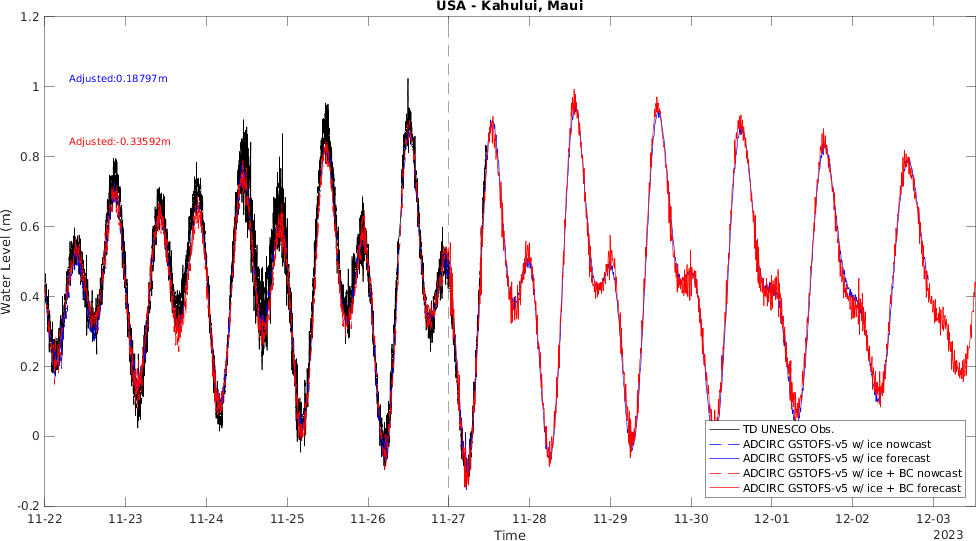 USA - Kahului, Maui
1.2
1
0.8
0.6
0.4
0.2
0
-0.2
Water Level (m)
Adjusted:0.18797m
Adjusted:-0.33592m
TD UNESCO Obs.
ADCIRC GSTOFS-v5 w/ ice nowcast
ADCIRC GSTOFS-v5 w/ ice forecast
ADCIRC GSTOFS-v5 w/ ice + BC nowcast
ADCIRC GSTOFS-v5 w/ ice + BC forecast
11-22 11-23 11-24 11-25 11-26 11-27 11-28 11-29 11-30 12-01 12-02 12-03
Time
2023